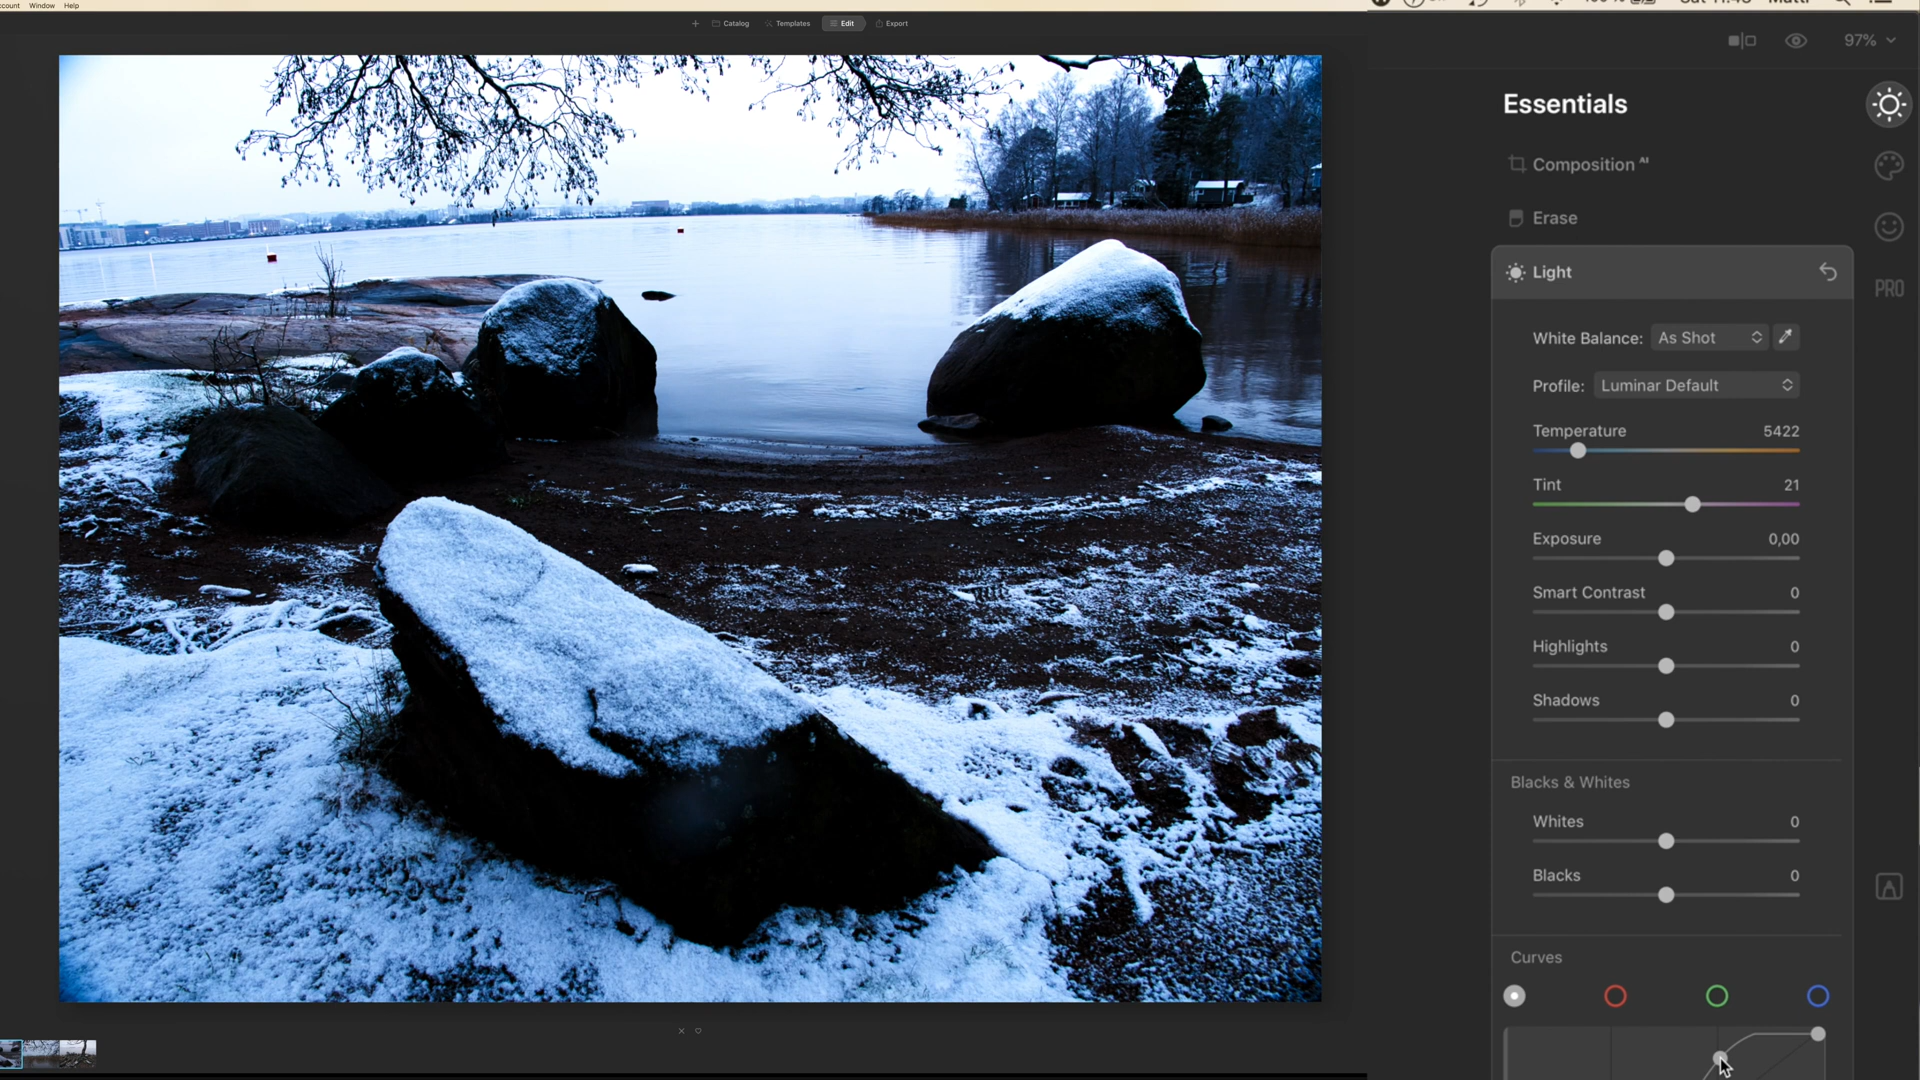 Window Help
Catalog Templates Edit Export
97%
Essentials
Composition AI
Erase
Light
PRO
White Balance: As Shot
Profile: Luminar Default
Temperature 5422
Tint 21
Exposure 0,00
Smart Contrast 0
Highlights 0
Shadows 0
Blacks & Whites
Whites 0
Blacks 0
Curves